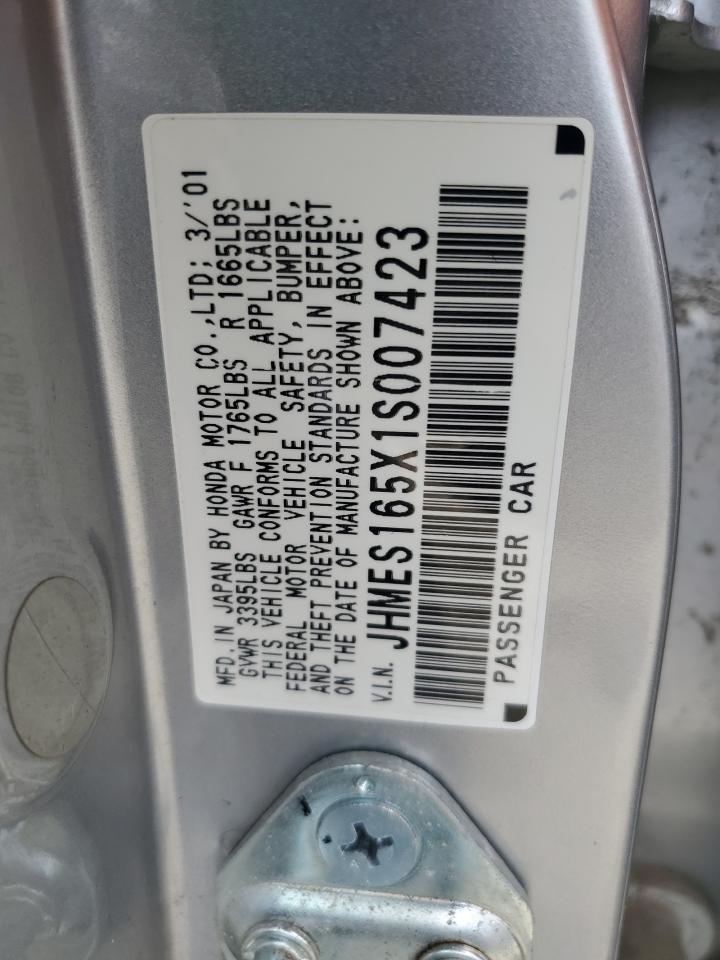 MFD. IN JAPAN BY HONDA MOTOR CO.,LTD; 3/'01
GVWR 3395LBS GAWR F 1765LBS R 1665LBS
THIS VEHICLE CONFORMS TO ALL APPLICABLE
FEDERAL MOTOR VEHICLE SAFETY, BUMPER,
AND THEFT PREVENTION STANDARDS IN EFFECT
ON THE DATE OF MANUFACTURE SHOWN ABOVE:
V.I.N. JHMES165X1S007423
PASSENGER CAR